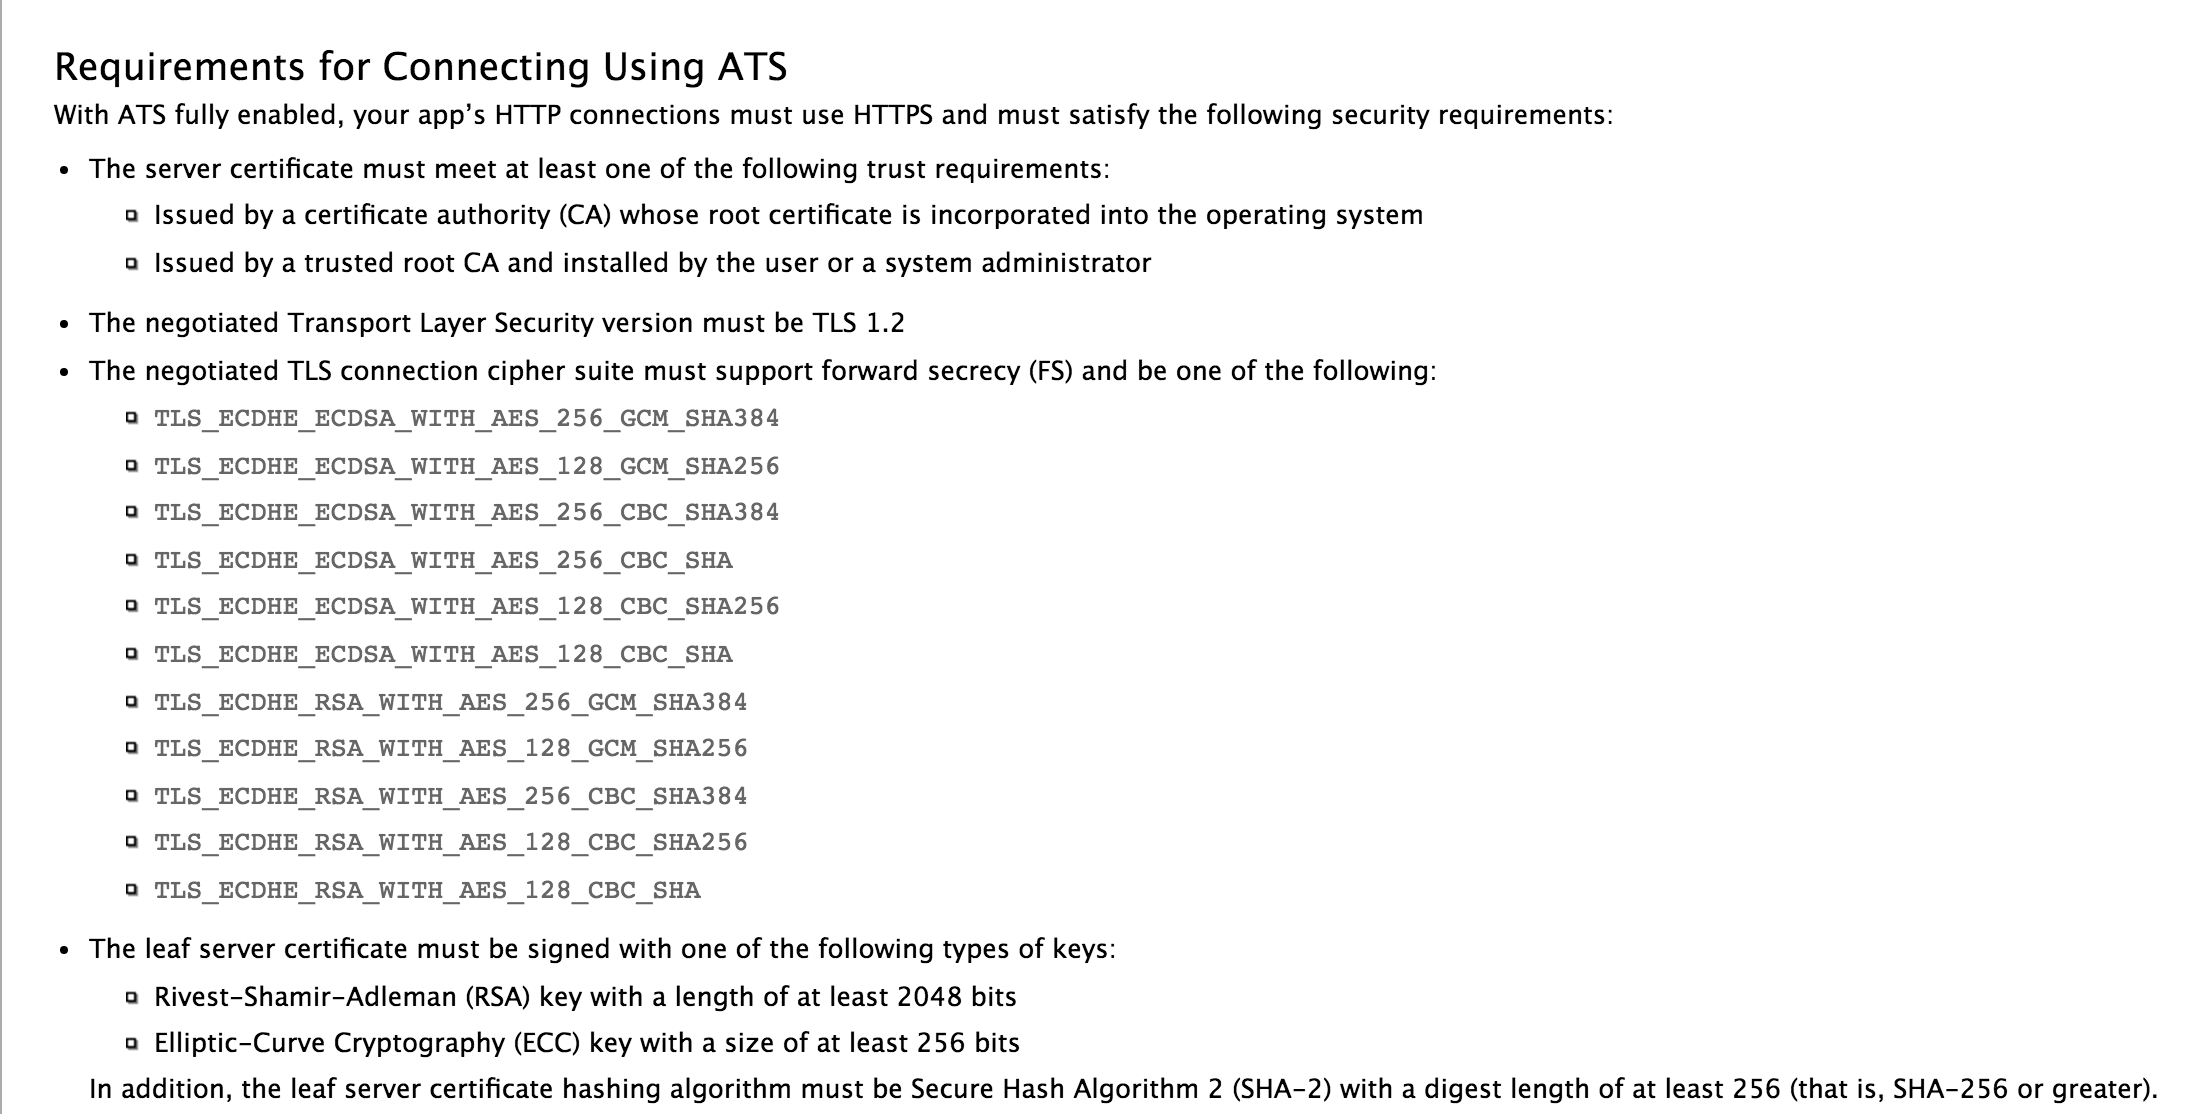 Requirements for Connecting Using ATS
With ATS fully enabled, your app's HTTP connections must use HTTPS and must satisfy the following security requirements:
• The server certificate must meet at least one of the following trust requirements:
▫ Issued by a certificate authority (CA) whose root certificate is incorporated into the operating system
▫ Issued by a trusted root CA and installed by the user or a system administrator
• The negotiated Transport Layer Security version must be TLS 1.2
• The negotiated TLS connection cipher suite must support forward secrecy (FS) and be one of the following:
▫ TLS_ECDHE_ECDSA_WITH_AES_256_GCM_SHA384
▫ TLS_ECDHE_ECDSA_WITH_AES_128_GCM_SHA256
▫ TLS_ECDHE_ECDSA_WITH_AES_256_CBC_SHA384
▫ TLS_ECDHE_ECDSA_WITH_AES_256_CBC_SHA
▫ TLS_ECDHE_ECDSA_WITH_AES_128_CBC_SHA256
▫ TLS_ECDHE_ECDSA_WITH_AES_128_CBC_SHA
▫ TLS_ECDHE_RSA_WITH_AES_256_GCM_SHA384
▫ TLS_ECDHE_RSA_WITH_AES_128_GCM_SHA256
▫ TLS_ECDHE_RSA_WITH_AES_256_CBC_SHA384
▫ TLS_ECDHE_RSA_WITH_AES_128_CBC_SHA256
▫ TLS_ECDHE_RSA_WITH_AES_128_CBC_SHA
• The leaf server certificate must be signed with one of the following types of keys:
▫ Rivest-Shamir-Adleman (RSA) key with a length of at least 2048 bits
▫ Elliptic-Curve Cryptography (ECC) key with a size of at least 256 bits
In addition, the leaf server certificate hashing algorithm must be Secure Hash Algorithm 2 (SHA-2) with a digest length of at least 256 (that is, SHA-256 or greater).